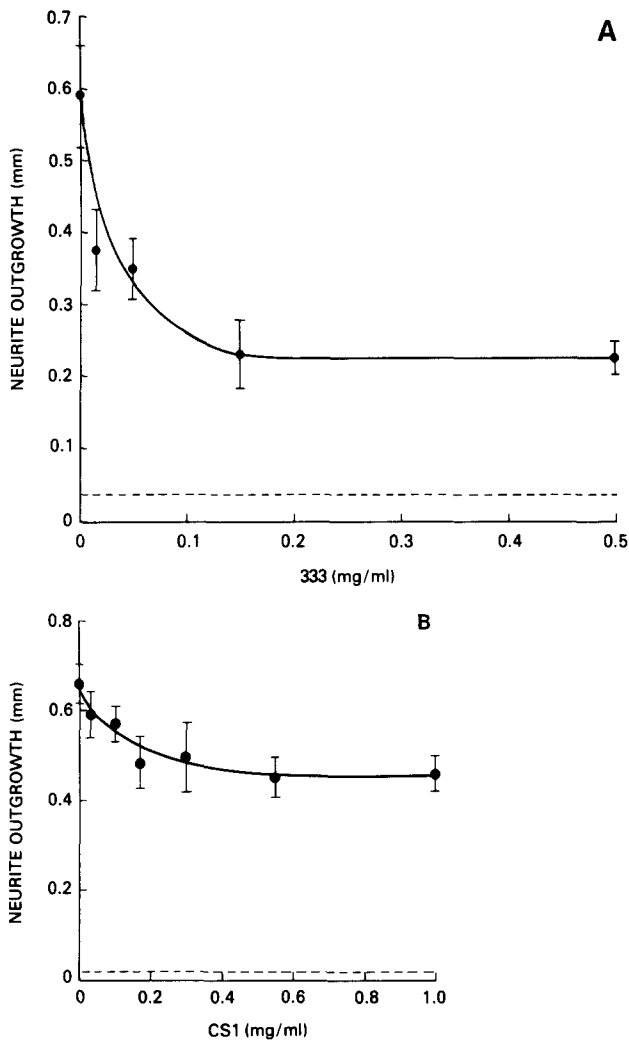 A
0.7
0.6
0.5
0.4
0.3
0.2
0.1
0
NEURITE OUTGROWTH (mm)
0 0.1 0.2 0.3 0.4 0.5
333 (mg/ml)
B
0.8
0.6
0.4
0.2
0
NEURITE OUTGROWTH (mm)
0 0.2 0.4 0.6 0.8 1.0
CS1 (mg/ml)